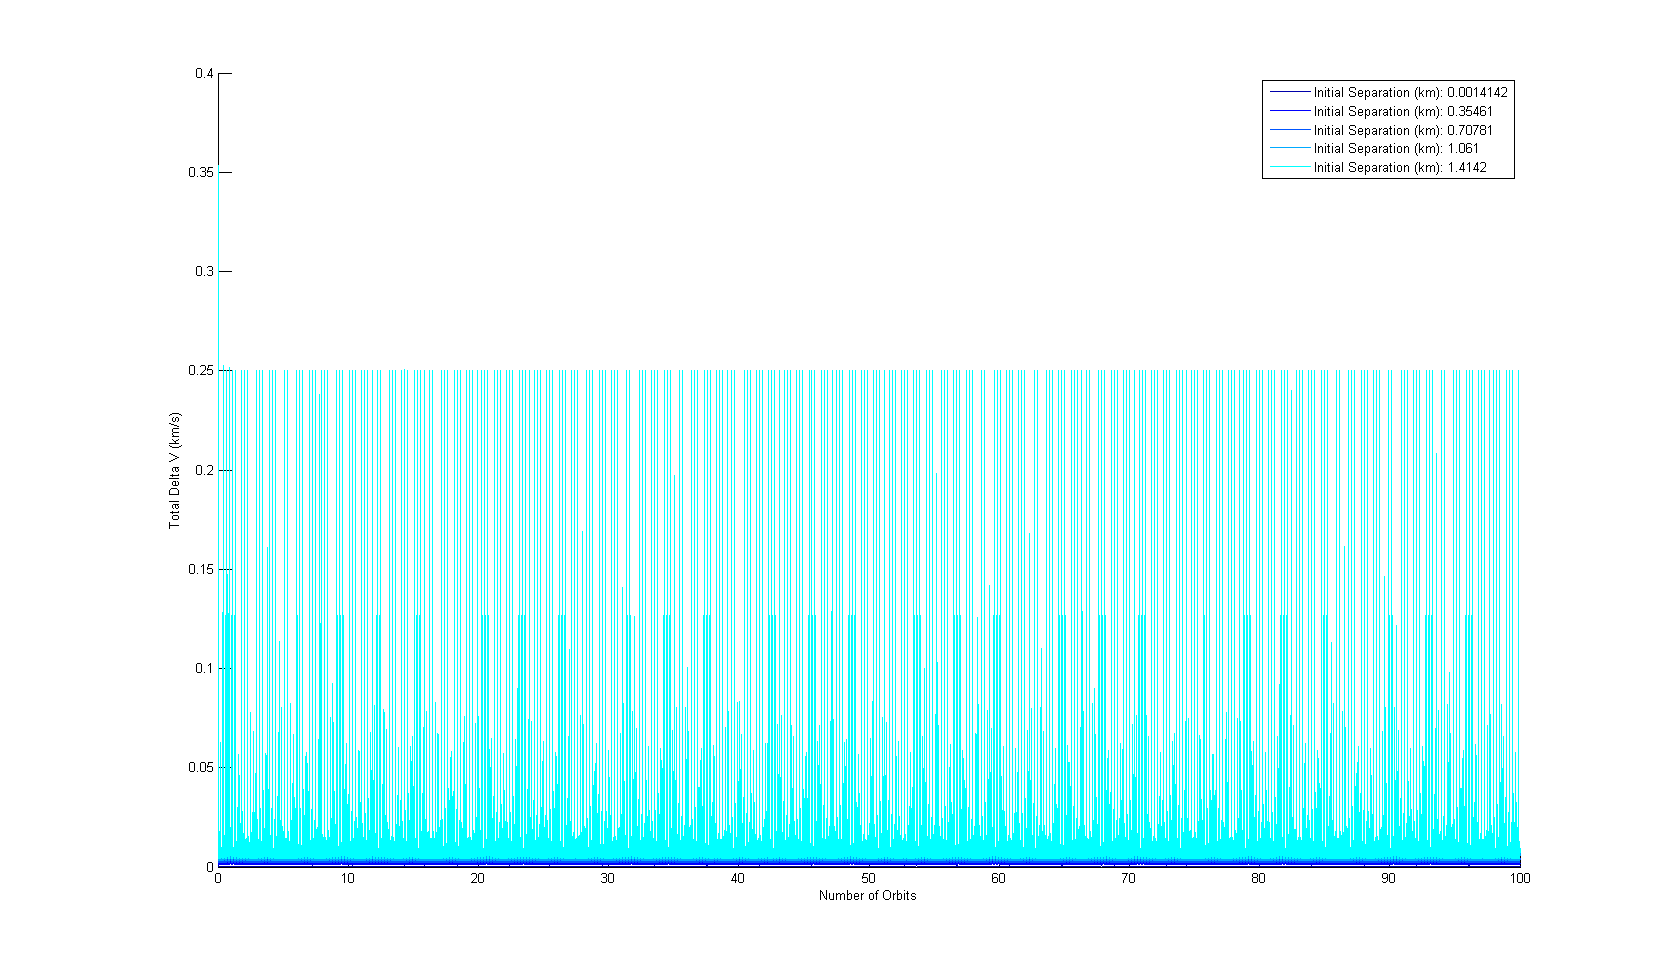 0.4
0.35
0.3
0.25
0.2
0.15
0.1
0.05
0
Total Delta V (km/s)
Initial Separation (km): 0.0014142
Initial Separation (km): 0.35461
Initial Separation (km): 0.70781
Initial Separation (km): 1.061
Initial Separation (km): 1.4142
0 10 20 30 40 50 60 70 80 90 100
Number of Orbits